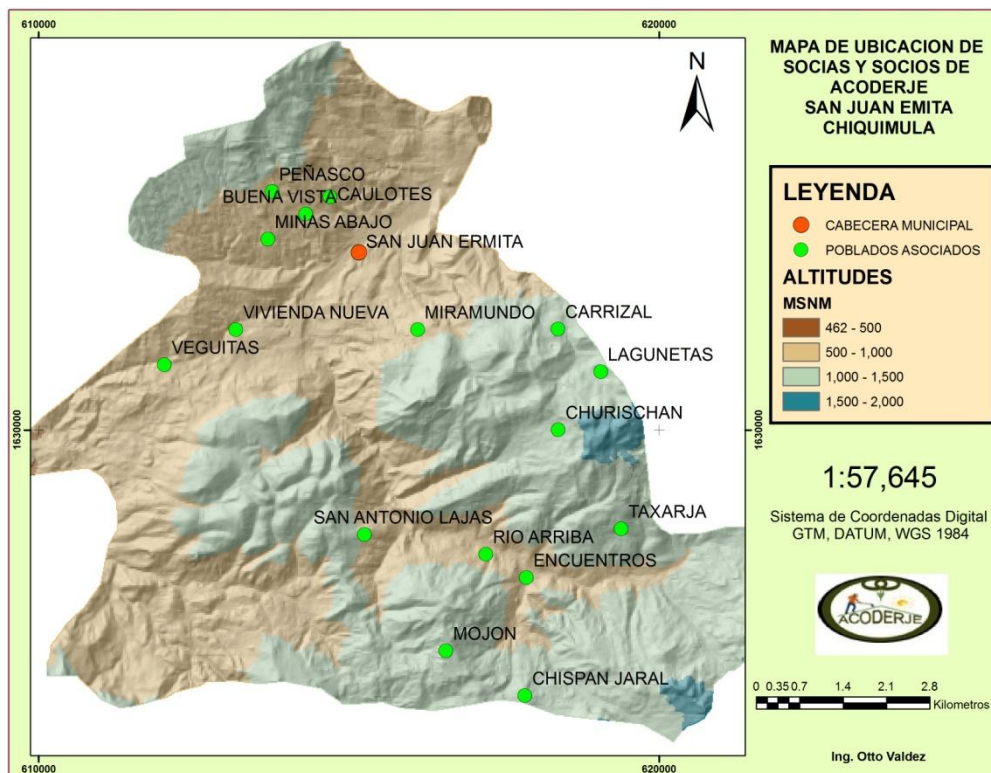 610000
620000
MAPA DE UBICACION DE
SOCIAS Y SOCIOS DE
ACODERJE
SAN JUAN EMITA
CHIQUIMULA
N
PEÑASCO
BUENA VISTA
CAULOTES
MINAS ABAJO
SAN JUAN ERMITA
VIVIENDA NUEVA
MIRAMUNDO
CARRIZAL
VEGUITAS
LAGUNETAS
CHURISCHAN
SAN ANTONIO LAJAS
TAXARJA
RIO ARRIBA
ENCUENTROS
MOJON
CHISPAN JARAL
1630000
1630000
LEYENDA
CABECERA MUNICIPAL
POBLADOS ASOCIADOS
ALTITUDES
MSNM
462 - 500
500 - 1,000
1,000 - 1,500
1,500 - 2,000
1:57,645
Sistema de Coordenadas Digital
GTM, DATUM, WGS 1984
ACODERJE
0 0.35 0.7 1.4 2.1 2.8
Kilometros
Ing. Otto Valdez
610000
620000